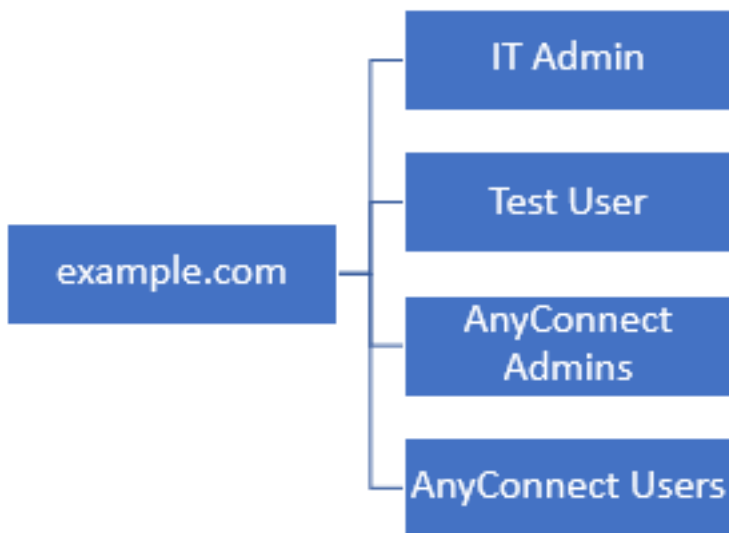 IT Admin
Test User
example.com
AnyConnect
Admins
AnyConnect Users